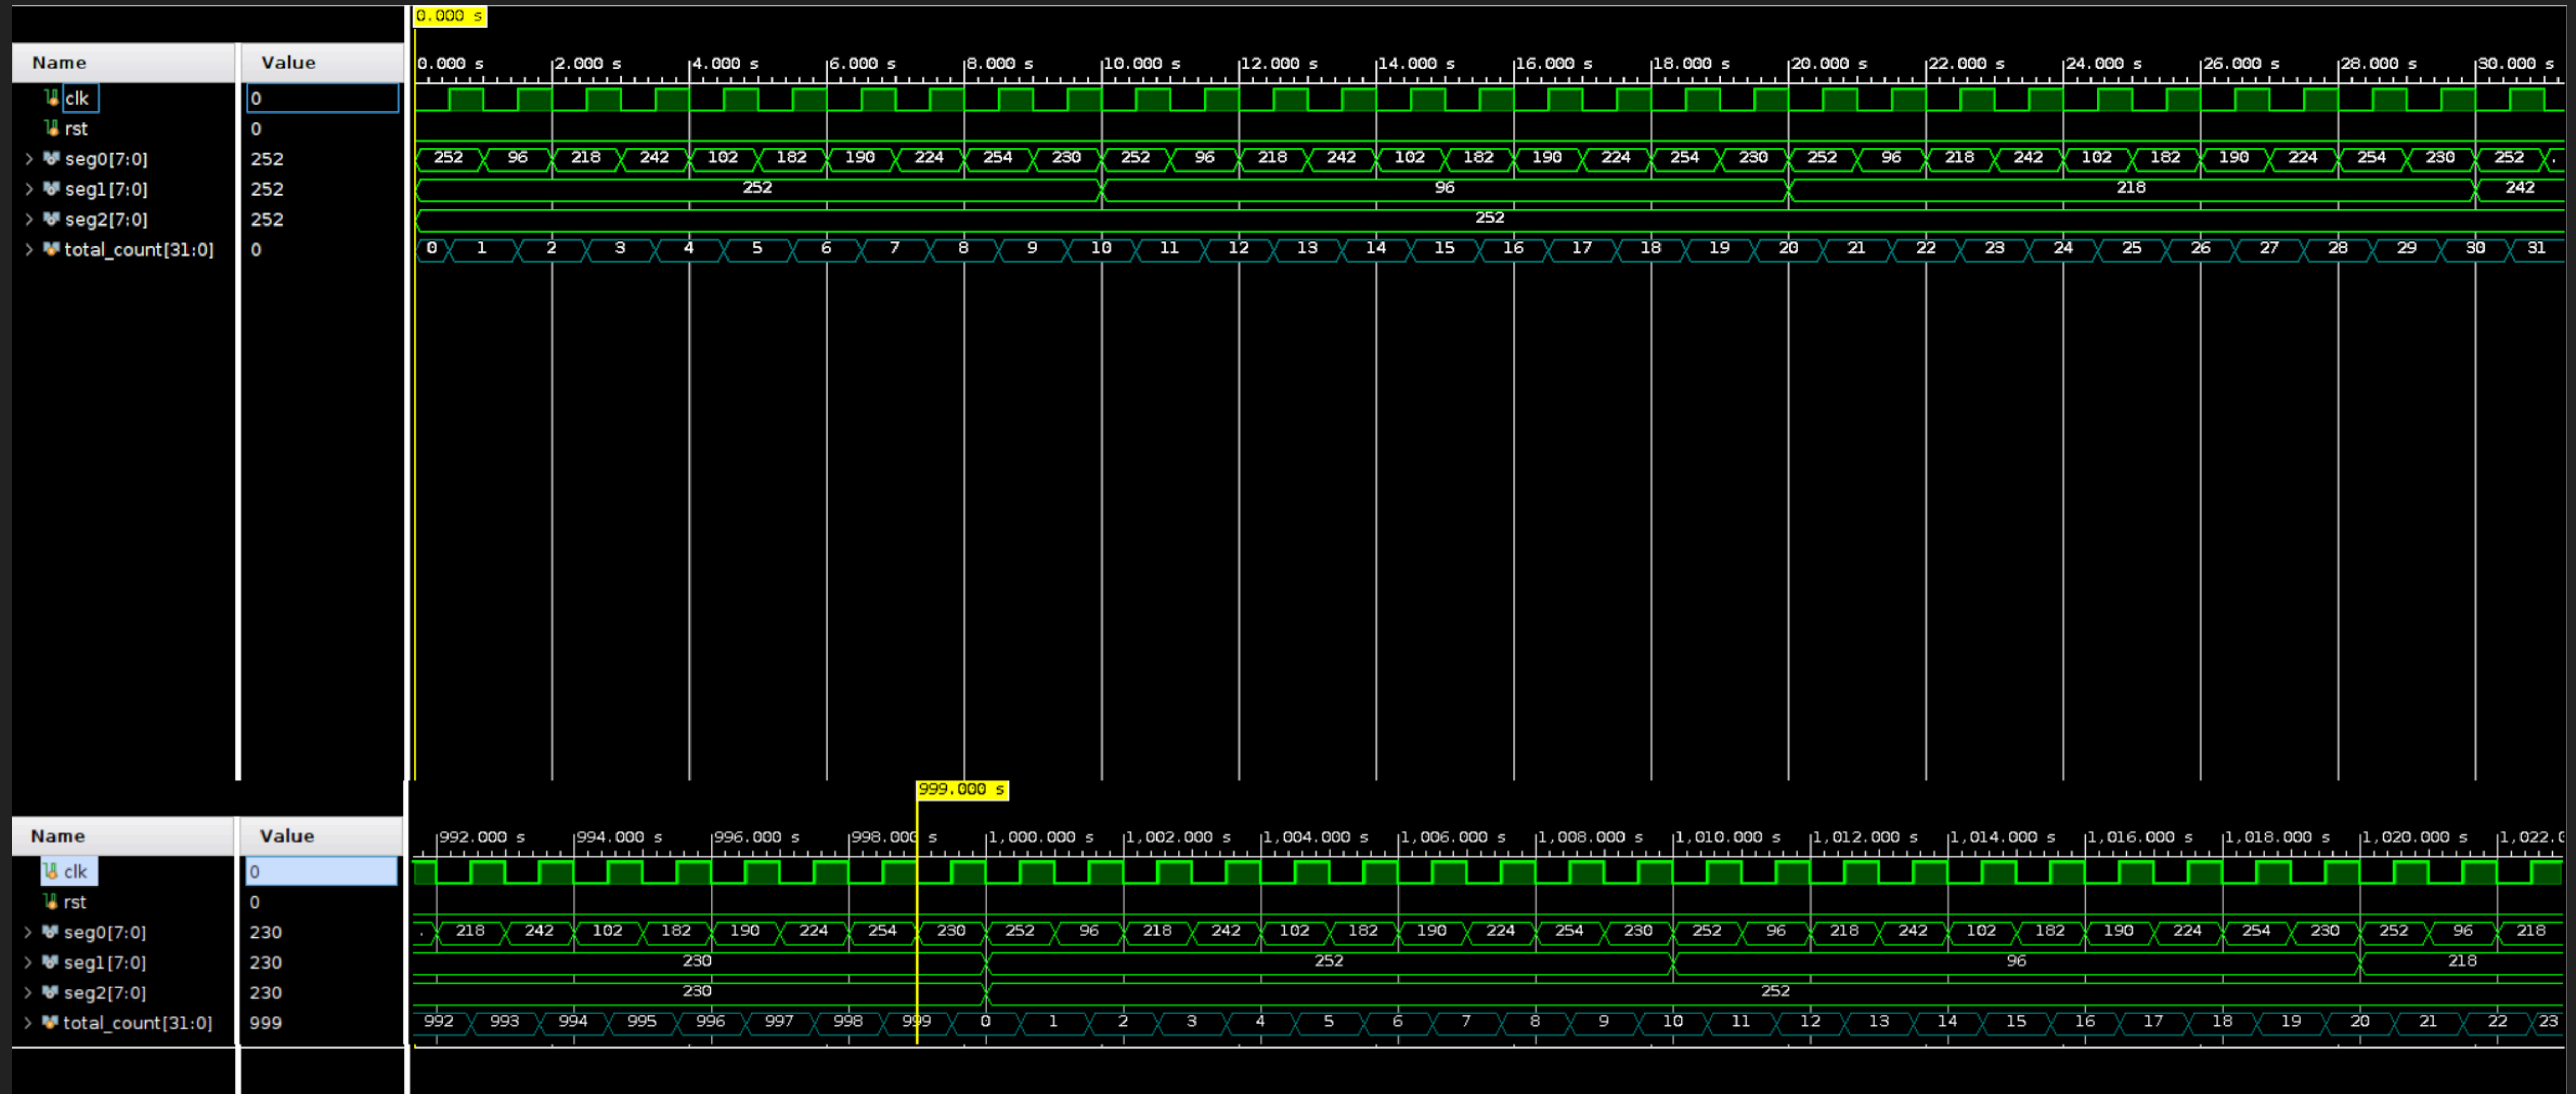 0.000 s
Name Value
0.000 s 2.000 s 4.000 s 6.000 s 8.000 s 10.000 s 12.000 s 14.000 s 16.000 s 18.000 s 20.000 s 22.000 s 24.000 s 26.000 s 28.000 s 30.000 s
clk 0
rst 0
seg0[7:0] 252 252 96 218 242 102 182 190 224 254 230 252 96 218 242 102 182 190 224 254 230 252 96 218 242 102 182 190 224 254 230 252 .
seg1[7:0] 252 252 96 218 242
seg2[7:0] 252 252
total_count[31:0] 0 0 1 2 3 4 5 6 7 8 9 10 11 12 13 14 15 16 17 18 19 20 21 22 23 24 25 26 27 28 29 30 31
999.000 s
Name Value
992.000 s 994.000 s 996.000 s 998.000 s 1,000.000 s 1,002.000 s 1,004.000 s 1,006.000 s 1,008.000 s 1,010.000 s 1,012.000 s 1,014.000 s 1,016.000 s 1,018.000 s 1,020.000 s 1,022.0
clk 0
rst 0
seg0[7:0] 230 . 218 242 102 182 190 224 254 230 252 96 218 242 102 182 190 224 254 230 252 96 218 242 102 182 190 224 254 230 252 96 218
seg1[7:0] 230 230 252 96 218
seg2[7:0] 230 230 252
total_count[31:0] 999 992 993 994 995 996 997 998 999 0 1 2 3 4 5 6 7 8 9 10 11 12 13 14 15 16 17 18 19 20 21 22 23